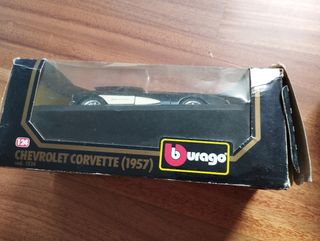 1:24
CHEVROLET CORVETTE (1957)
burago